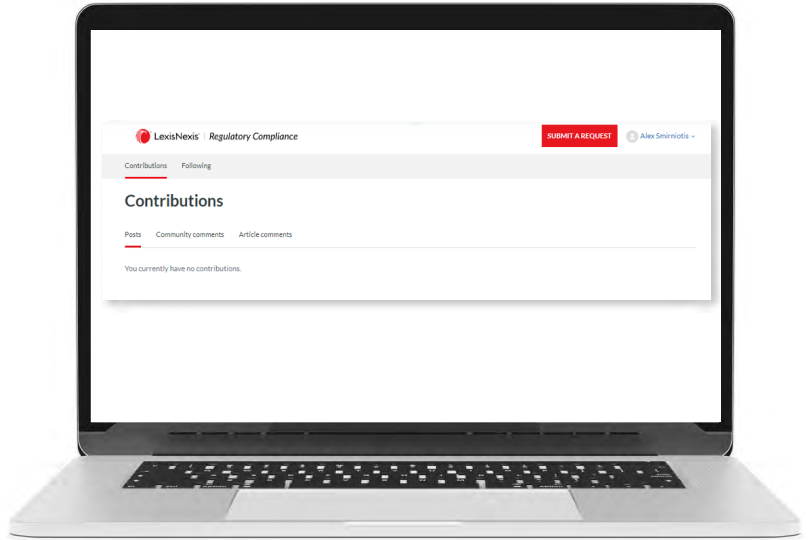 LexisNexis® | Regulatory Compliance
SUBMIT A REQUEST
Alex Smirniotis
Contributions Following
Contributions
Posts Community comments Article comments
You currently have no contributions.